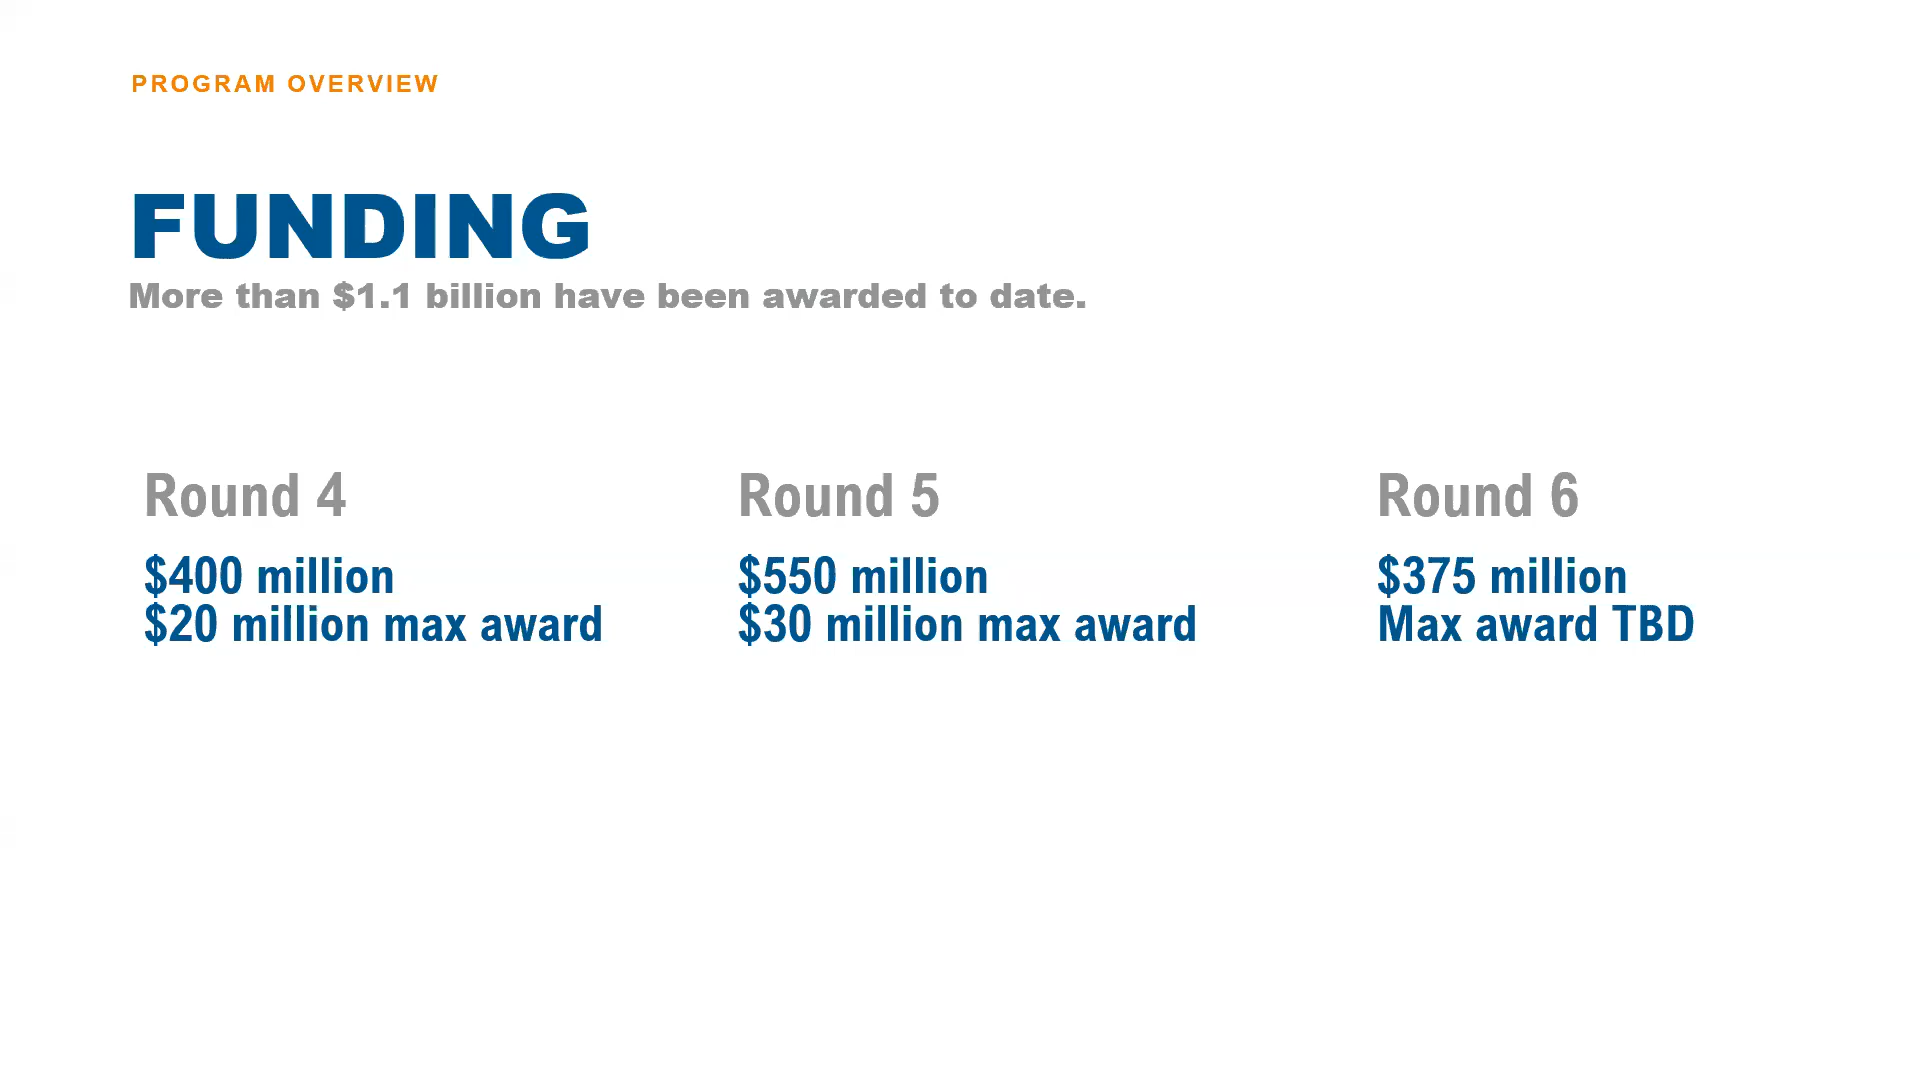 PROGRAM OVERVIEW
FUNDING
More than $1.1 billion have been awarded to date.
Round 4
$400 million
$20 million max award
Round 5
$550 million
$30 million max award
Round 6
$375 million
Max award TBD